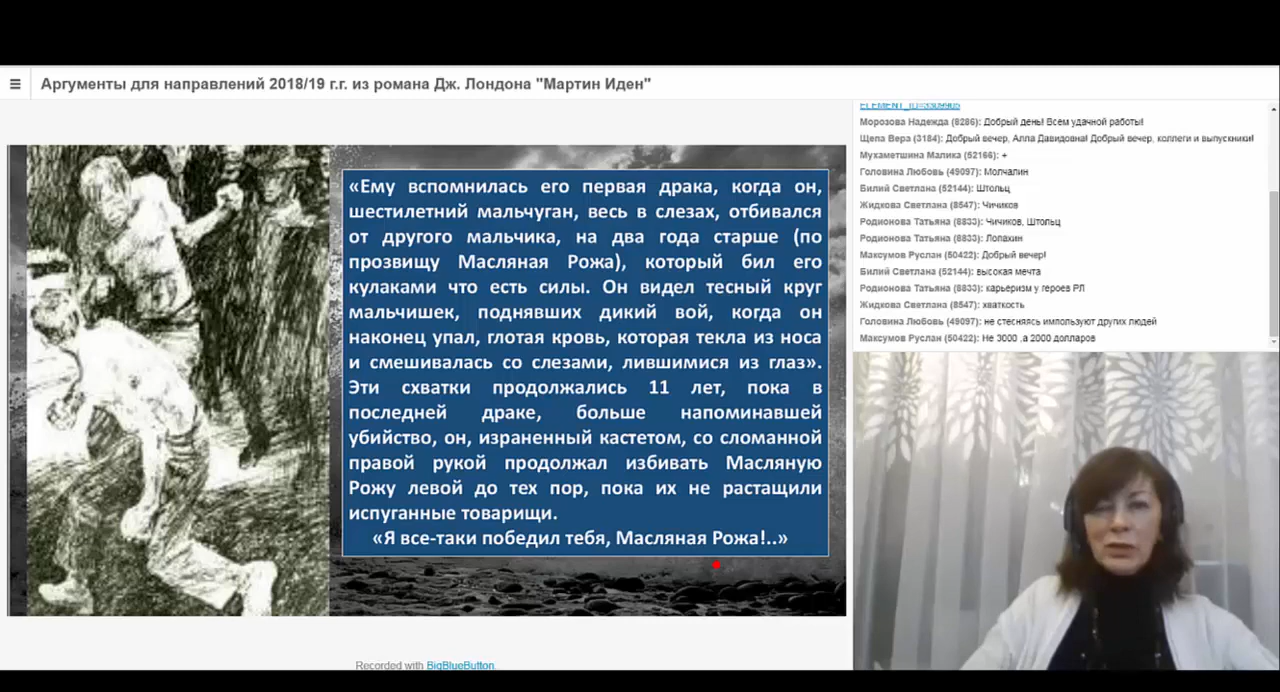 Аргументы для направлений 2018/19 г.г. из романа Дж. Лондона "Мартин Иден"
«Ему вспомнилась его первая драка, когда он,
шестилетний мальчуган, весь в слезах, отбивался
от другого мальчика, на два года старше (по
прозвищу Масляная Рожа), который бил его
кулаками что есть силы. Он видел тесный круг
мальчишек, поднявших дикий вой, когда он
наконец упал, глотая кровь, которая текла из носа
и смешивалась со слезами, лившимися из глаз».
Эти схватки продолжались 11 лет, пока в
последней драке, больше напоминавшей
убийство, он, израненный кастетом, со сломанной
правой рукой продолжал избивать Масляную
Рожу левой до тех пор, пока их не растащили
испуганные товарищи.
«Я все-таки победил тебя, Масляная Рожа!..»
Recorded with BigBlueButton.
Морозова Надежда (8286): Добрый день! Всем удачной работы!
Щепа Вера (3184): Добрый вечер, Алла Давидовна! Добрый вечер, коллеги и выпускники!
Мухаметшина Малика (52166): +
Головина Любовь (49097): Молчалин
Билий Светлана (52144): Штольц
Жидкова Светлана (8547): Чичиков
Родионова Татьяна (8833): Чичиков, Штольц
Родионова Татьяна (8833): Лопахин
Максумов Руслан (50422): Добрый вечер!
Билий Светлана (52144): высокая мечта
Родионова Татьяна (8833): карьеризм у героев РЛ
Жидкова Светлана (8547): хваткость
Головина Любовь (49097): не стесняясь импользуют других людей
Максумов Руслан (50422): Не 3000 ,а 2000 долларов